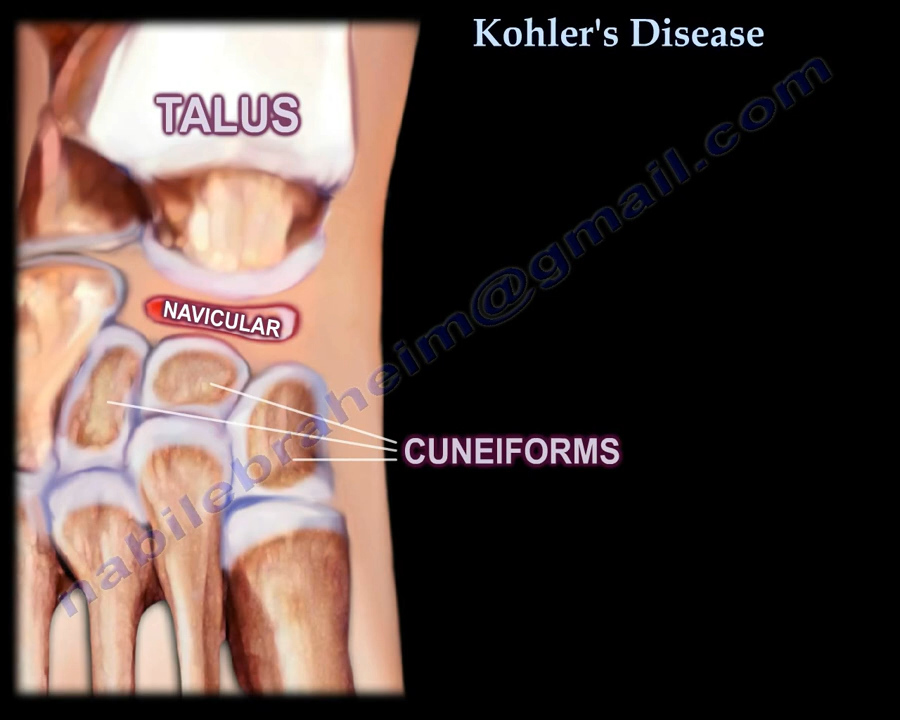 Kohler's Disease
TALUS
NAVICULAR
CUNEIFORMS
nabilebraheim@gmail.com